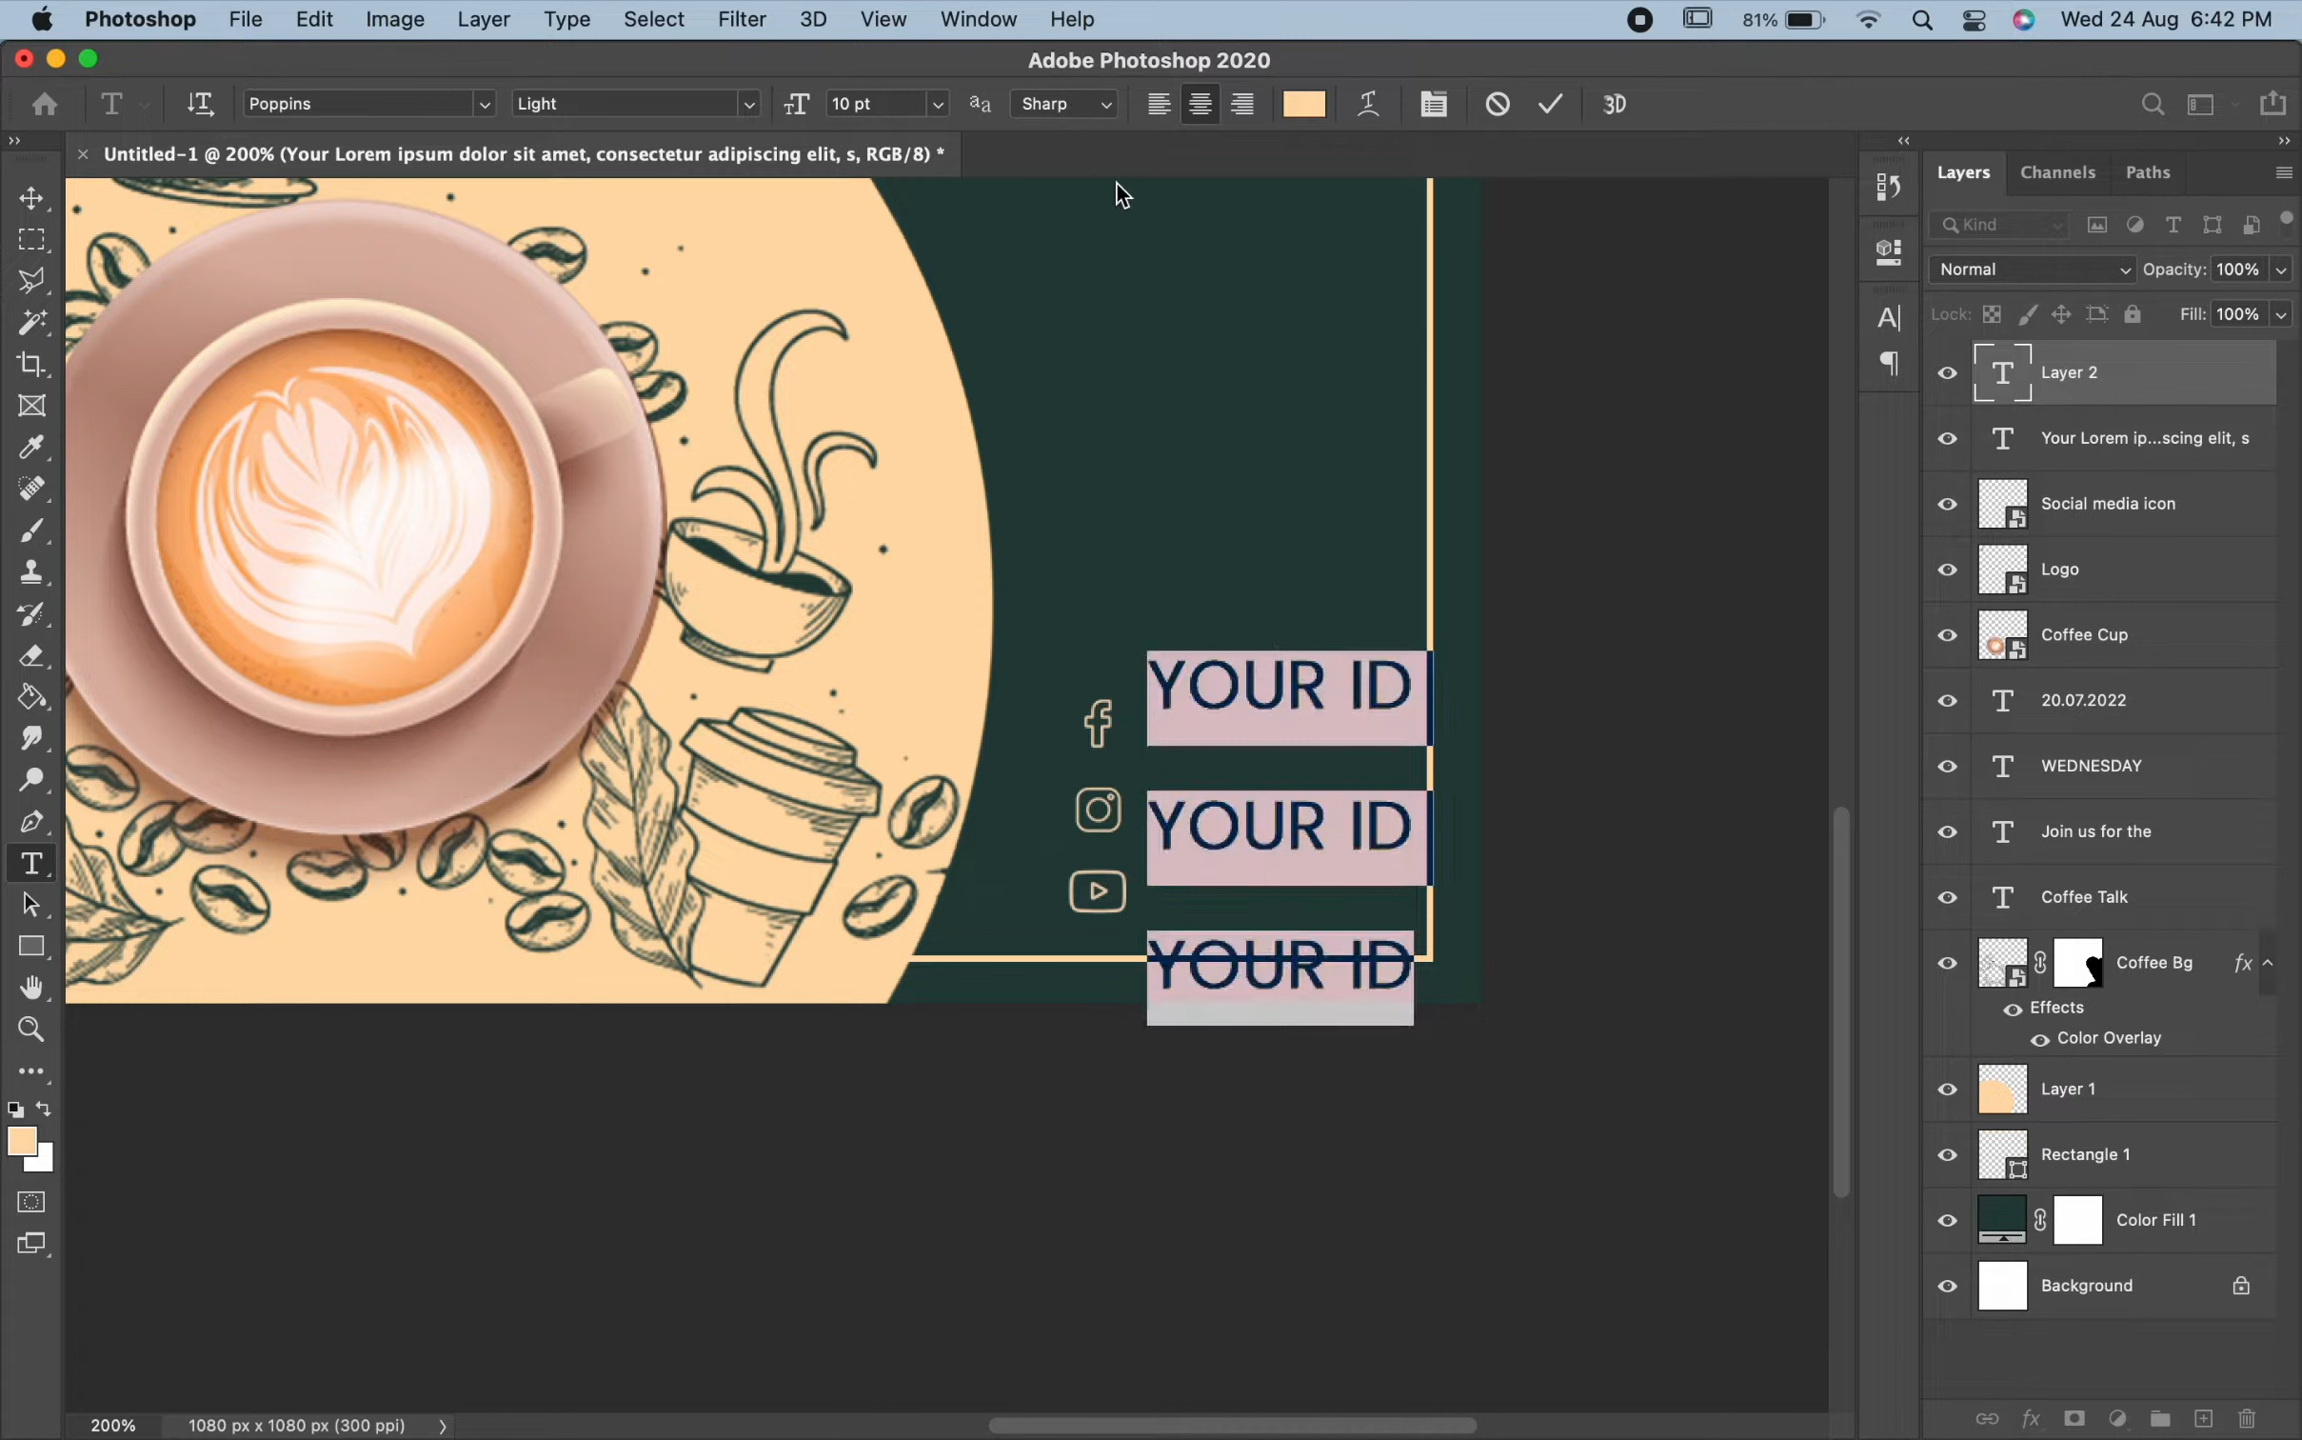 Photoshop File Edit Image Layer Type Select Filter 3D View Window Help 81% Wed 24 Aug 6:42 PM
Adobe Photoshop 2020
Poppins Light 10 pt Sharp 3D
Untitled-1 @ 200% (Your Lorem ipsum dolor sit amet, consectetur adipiscing elit, s, RGB/8) *
Layers Channels Paths
Kind
Normal Opacity: 100%
Lock: Fill: 100%
Layer 2
Your Lorem ip...scing elit, s
Social media icon
Logo
Coffee Cup
20.07.2022
WEDNESDAY
Join us for the
Coffee Talk
Coffee Bg fx
Effects
Color Overlay
Layer 1
Rectangle 1
Color Fill 1
Background
YOUR ID
YOUR ID
YOUR ID
200% 1080 px x 1080 px (300 ppi)